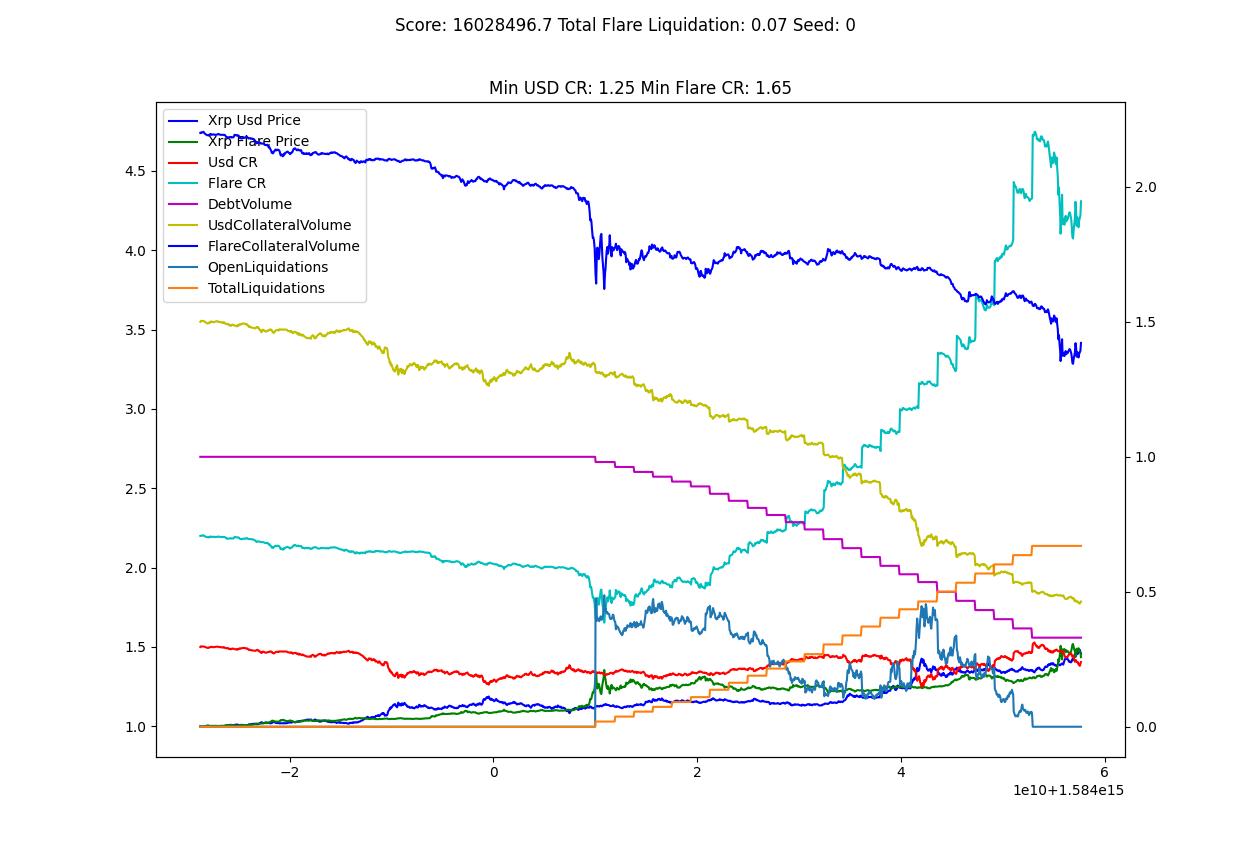 Score: 16028496.7 Total Flare Liquidation: 0.07 Seed: 0
Min USD CR: 1.25 Min Flare CR: 1.65
Xrp Usd Price
Xrp Flare Price
Usd CR
Flare CR
DebtVolume
UsdCollateralVolume
FlareCollateralVolume
OpenLiquidations
TotalLiquidations
4.5
4.0
3.5
3.0
2.5
2.0
1.5
1.0
2.0
1.5
1.0
0.5
0.0
−2
0
2
4
6
1e10+1.584e15